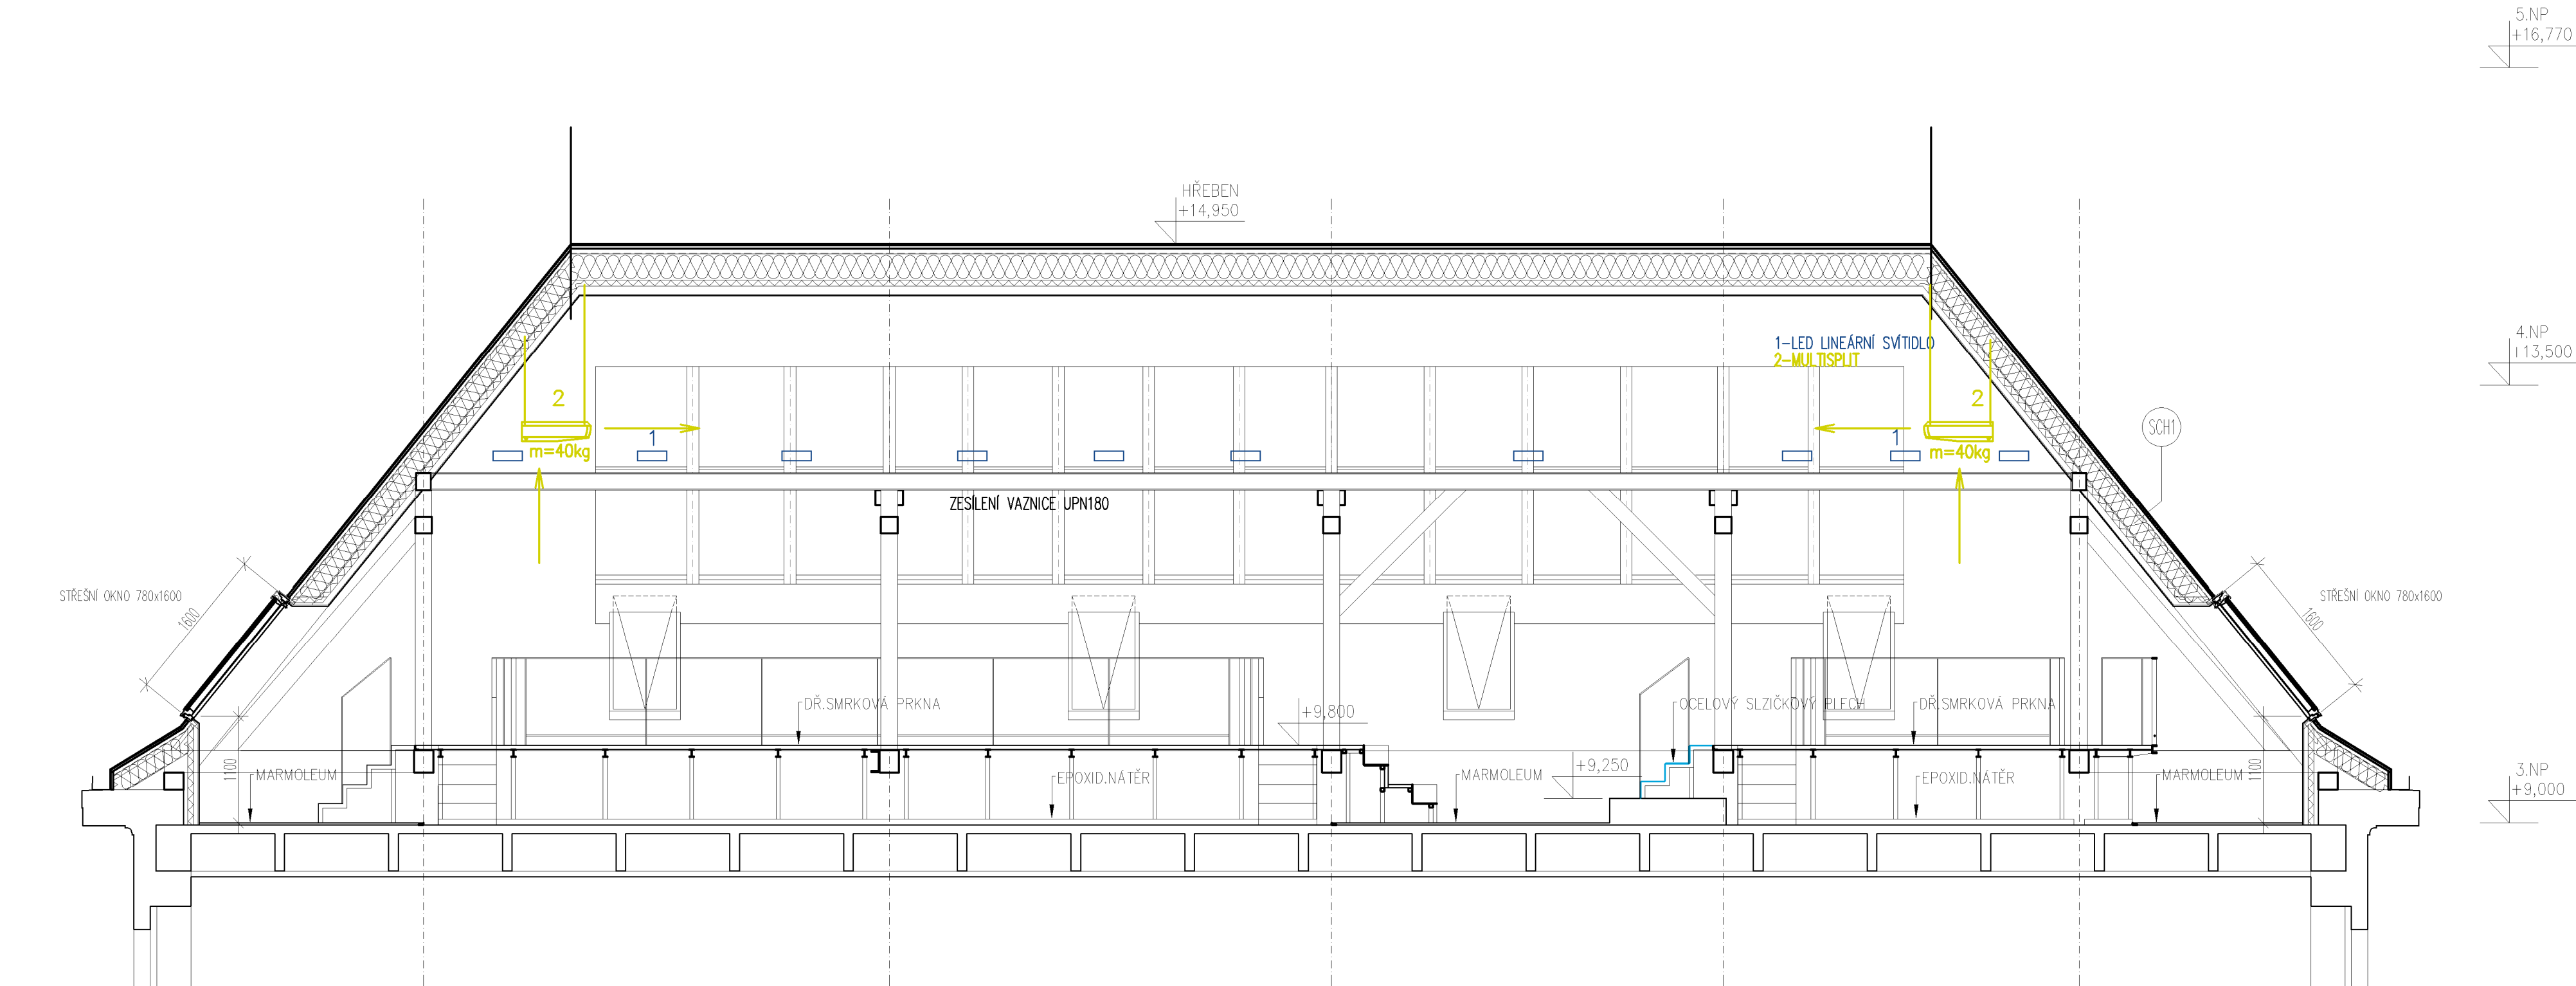 5.NP
+16,770
HŘEBEN
+14,950
4.NP
13,500
1-LED LINEÁRNÍ SVÍTIDLO
2-MULTISPLIT
2
2
SCH1
1
1
m=40kg
m=40kg
ZESÍLENÍ VAZNICE UPN180
STŘEŠNÍ OKNO 780x1600
STŘEŠNÍ OKNO 780x1600
1600
1600
DŘ.SMRKOVÁ PRKNA
+9,800
OCELOVÝ SLZIČKOVÝ PLECH
DŘ.SMRKOVÁ PRKNA
1100
MARMOLEUM
EPOXID.NÁTĚR
MARMOLEUM
+9,250
EPOXID.NÁTĚR
MARMOLEUM
1100
3.NP
+9,000